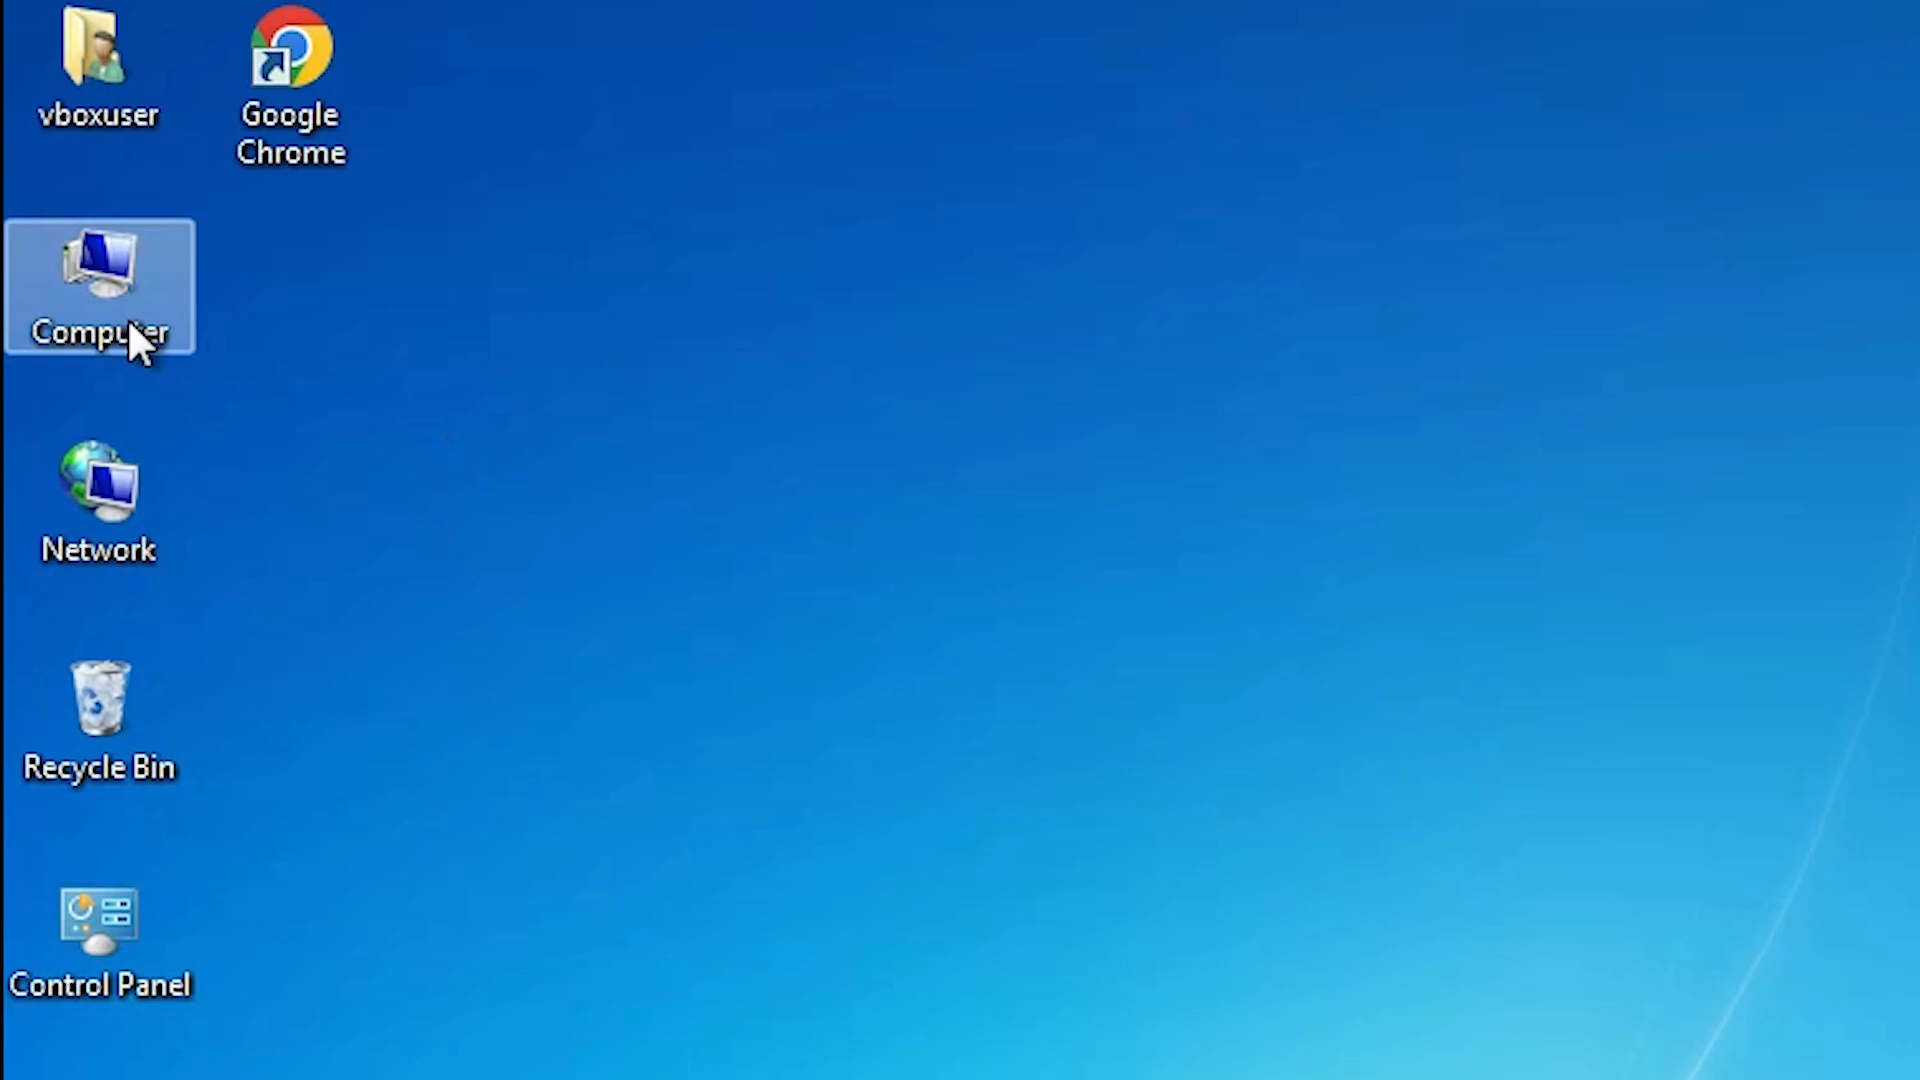 vboxuser
Google
Chrome
Computer
Network
Recycle Bin
Control Panel